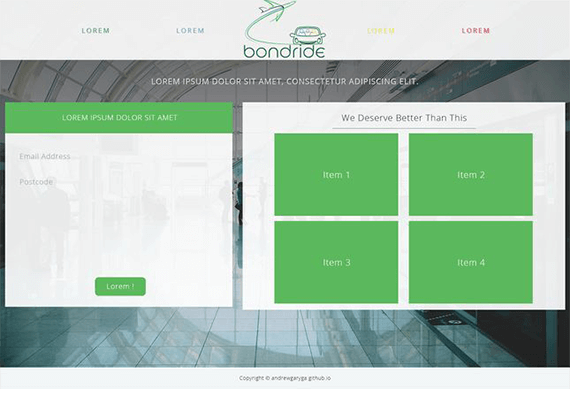 LOREM
LOREM
bondride
LOREM
LOREM
LOREM IPSUM DOLOR SIT AMET, CONSECTETUR ADIPISCING ELIT.
LOREM IPSUM DOLOR SIT AMET
Email Address
Postcode
Lorem !
We Deserve Better Than This
Item 1
Item 2
Item 3
Item 4
Copyright © andrewgaryga.github.io